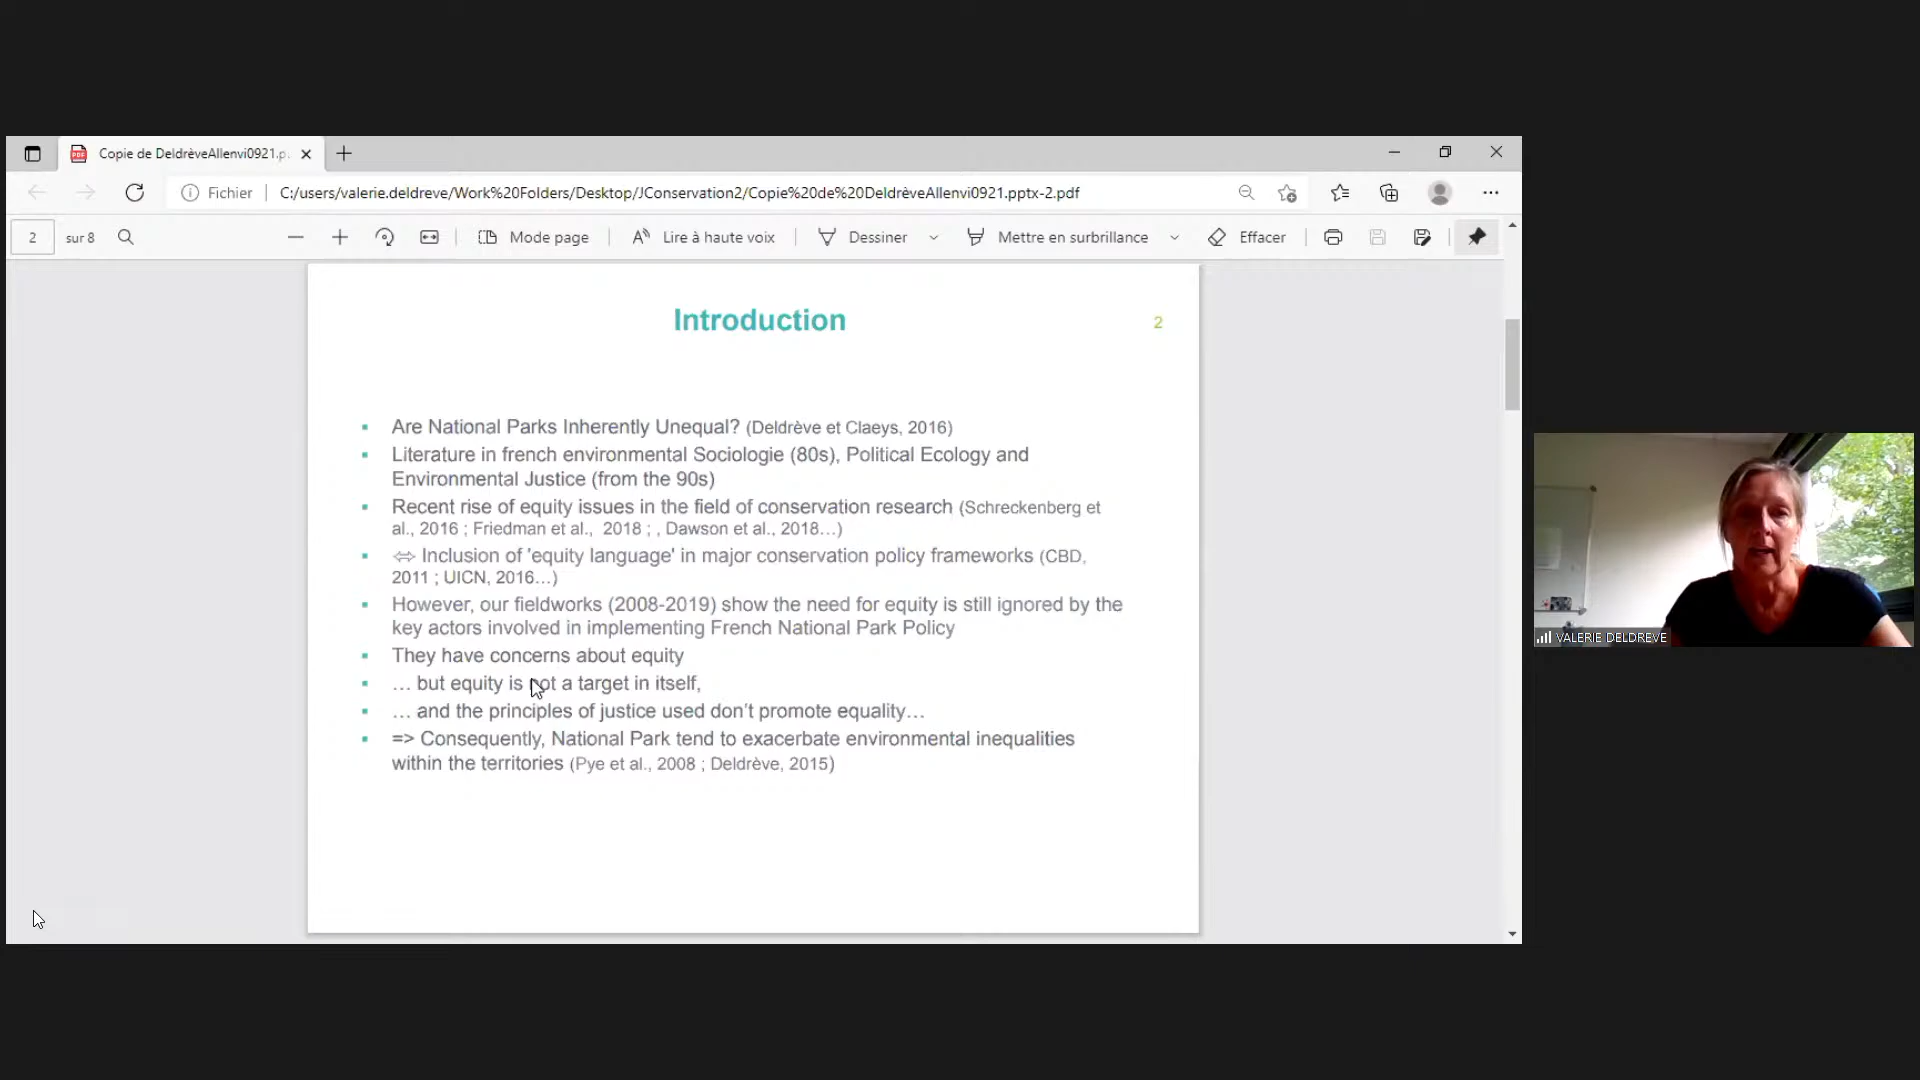 Copie de DeldrèveAllenvi0921.p
Fichier C:/users/valerie.deldreve/Work%20Folders/Desktop/JConservation2/Copie%20de%20DeldrèveAllenvi0921.pptx-2.pdf
2 sur 8 Mode page Lire à haute voix Dessiner Mettre en surbrillance Effacer
Introduction
2
Are National Parks Inherently Unequal? (Deldrève et Claeys, 2016)
Literature in french environmental Sociologie (80s), Political Ecology and
Environmental Justice (from the 90s)
Recent rise of equity issues in the field of conservation research (Schreckenberg et
al., 2016 ; Friedman et al., 2018 ; , Dawson et al., 2018…)
⇔ Inclusion of 'equity language' in major conservation policy frameworks (CBD,
2011 ; UICN, 2016…)
However, our fieldworks (2008-2019) show the need for equity is still ignored by the
key actors involved in implementing French National Park Policy
They have concerns about equity
… but equity is not a target in itself,
… and the principles of justice used don’t promote equality…
=> Consequently, National Park tend to exacerbate environmental inequalities
within the territories (Pye et al., 2008 ; Deldrève, 2015)
VALERIE DELDREVE